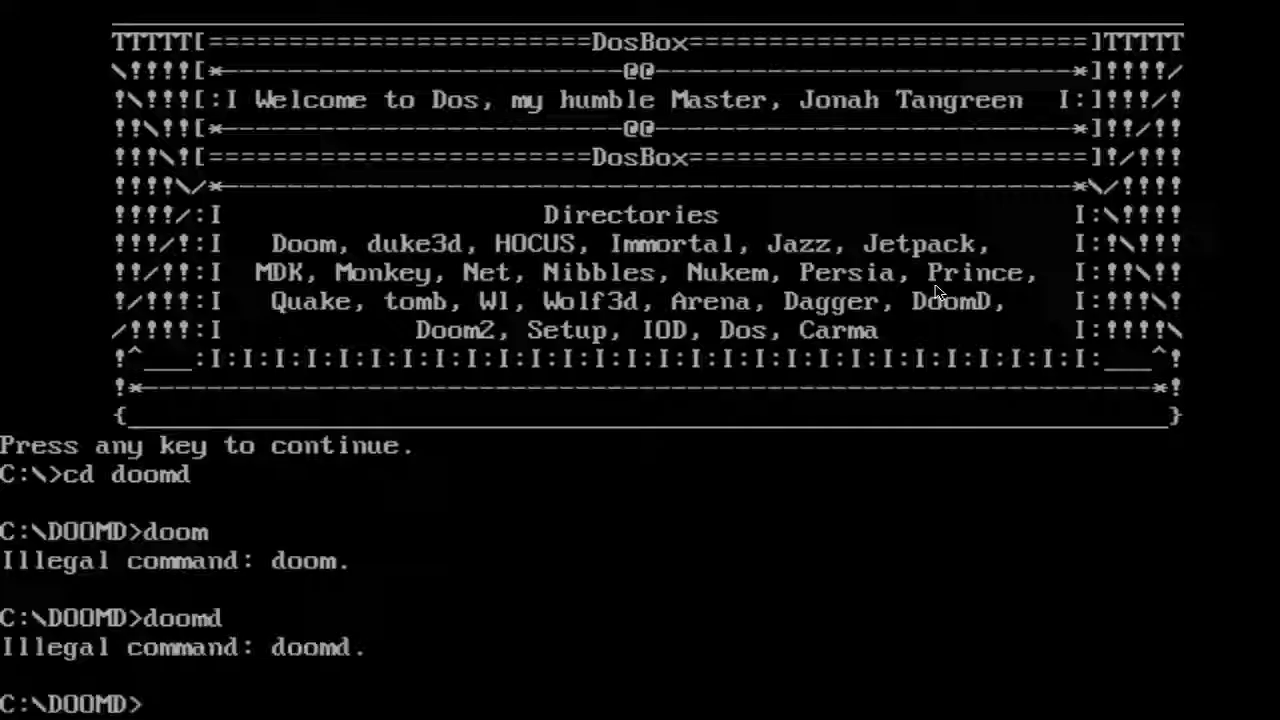 TTTTT[========================DosBox=========================]TTTTT
\!!!![*-------------------------@@--------------------------*]!!!!/
!\!!![:I Welcome to Dos, my humble Master, Jonah Tangreen  I:]!!!/!
!!\!![*-------------------------@@--------------------------*]!!/!!
!!!\![========================DosBox=========================]!/!!!
!!!!\/*-----------------------------------------------------*\/!!!!
!!!!/:I                    Directories                      I:\!!!!
!!!/!:I   Doom, duke3d, HOCUS, Immortal, Jazz, Jetpack,     I:!\!!!
!!/!!:I  MDK, Monkey, Net, Nibbles, Nukem, Persia, Prince,  I:!!\!!
!/!!!:I   Quake, tomb, Wl, Wolf3d, Arena, Dagger, DoomD,    I:!!!\!
/!!!!:I            Doom2, Setup, IOD, Dos, Carma            I:!!!!\
!^___:I:I:I:I:I:I:I:I:I:I:I:I:I:I:I:I:I:I:I:I:I:I:I:I:I:I:I:I:___^!
!*---------------------------------------------------------------*!
{_________________________________________________________________}
Press any key to continue.
C:\>cd doomd
C:\DOOMD>doom
Illegal command: doom.
C:\DOOMD>doomd
Illegal command: doomd.
C:\DOOMD>